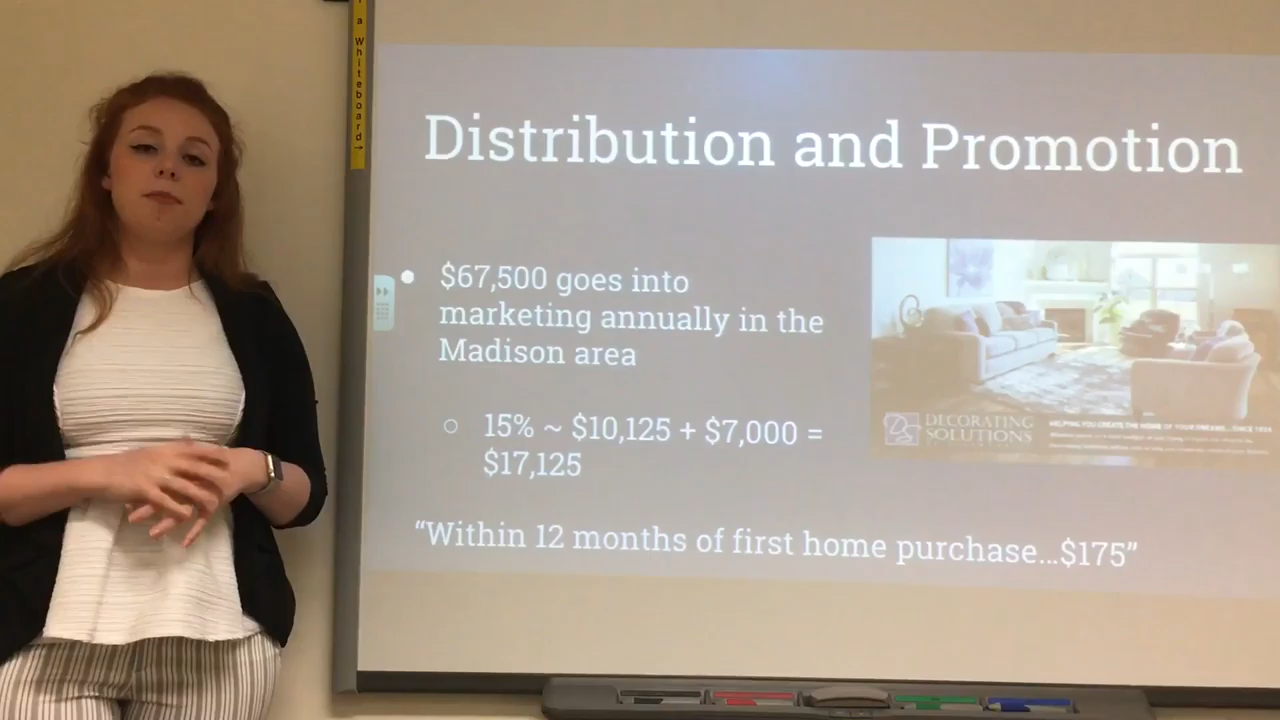 a Whiteboard
Distribution and Promotion
$67,500 goes into
marketing annually in the
Madison area
15% ~ $10,125 + $7,000 =
$17,125
DECORATING
SOLUTIONS
HELPING YOU CREATE THE HOME OF YOUR DREAMS... SINCE 1924
“Within 12 months of first home purchase...$175”